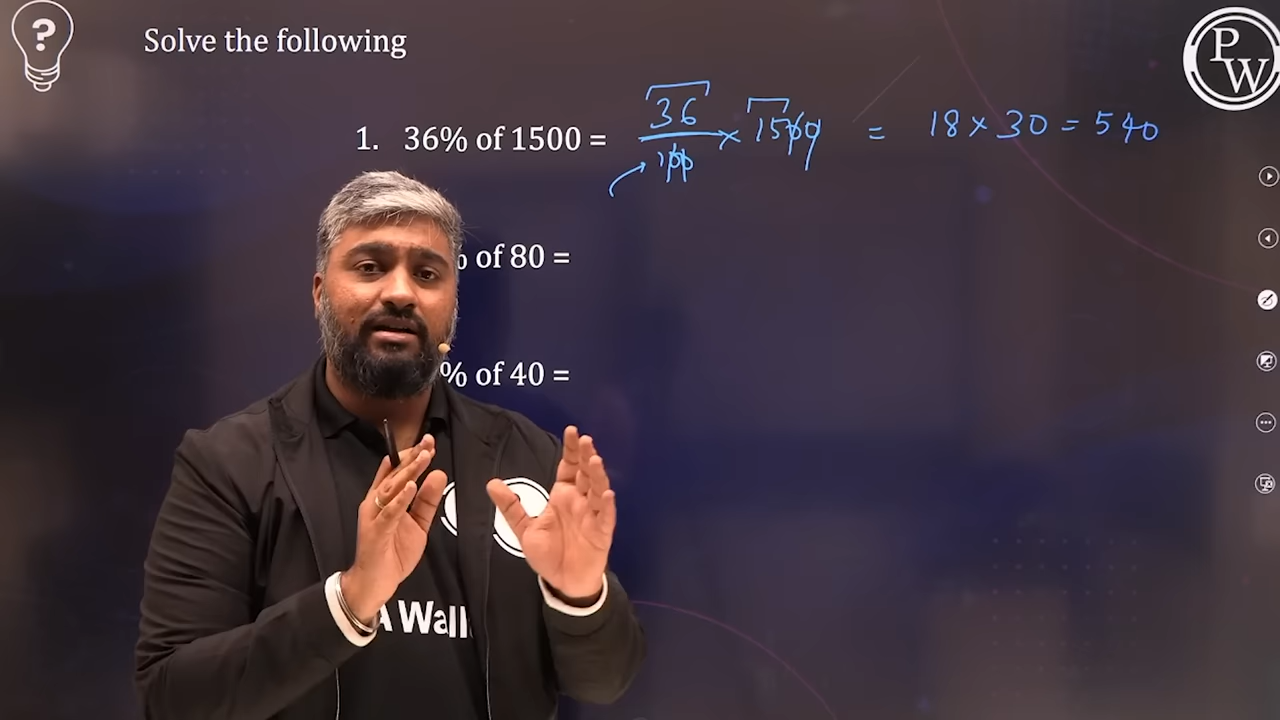 ?
Solve the following
PW
1. 36% of 1500 = 36/100 × 1500 = 18 × 30 = 540
% of 80 =
% of 40 =
A Wall